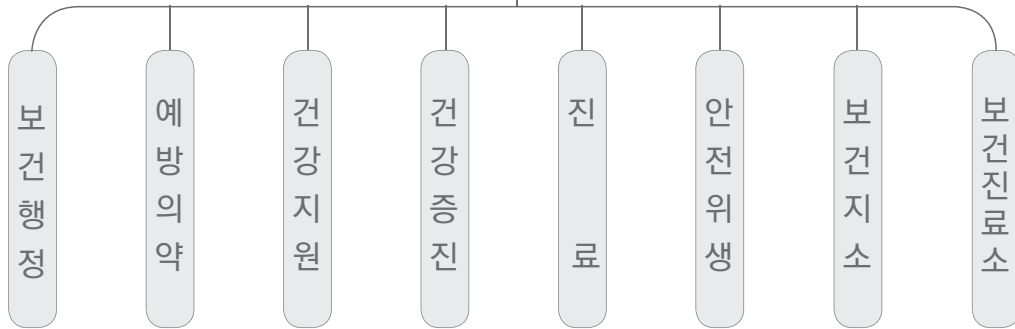 보건행정
예방의약
건강지원
건강증진
진료
안전위생
보건지소
보건진료소